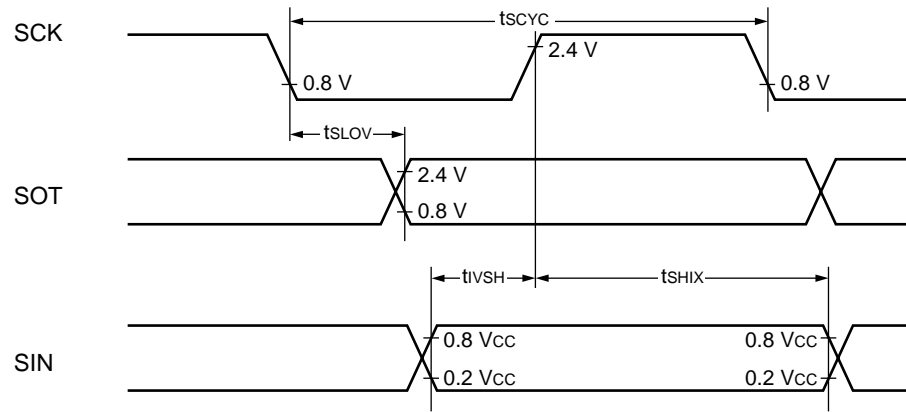 tSCYC
SCK
2.4 V
0.8 V
0.8 V
tSLOV
2.4 V
SOT
0.8 V
tIVSH
tSHIX
0.8 VCC
0.8 VCC
SIN
0.2 VCC
0.2 VCC